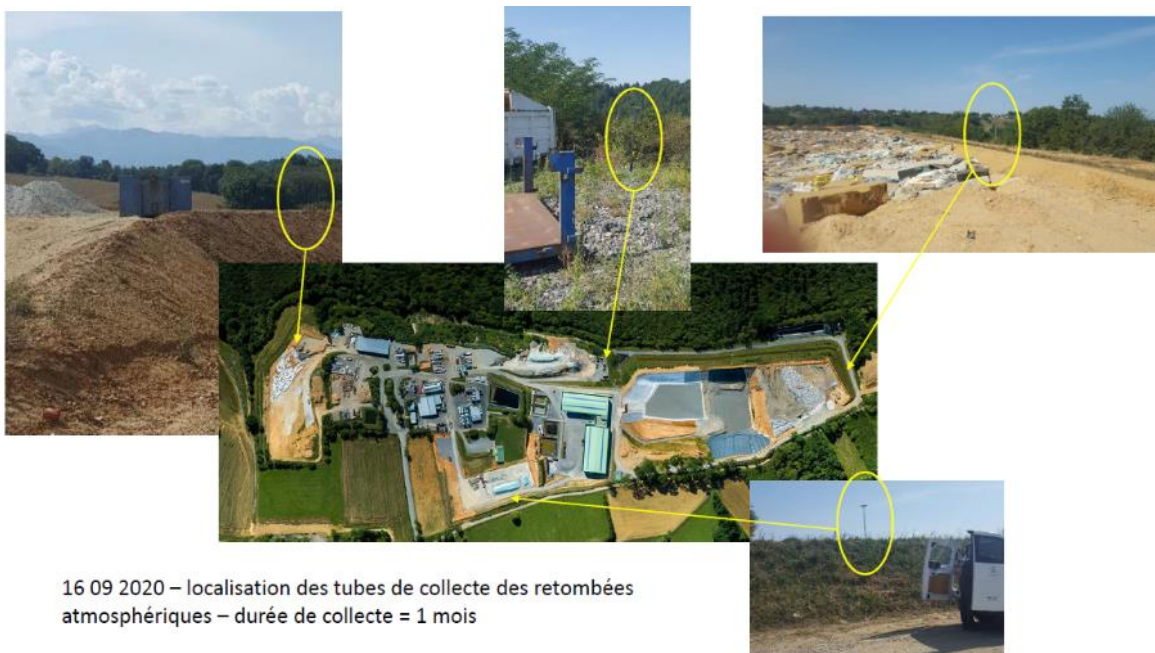 16 09 2020 – localisation des tubes de collecte des retombées
atmosphériques – durée de collecte = 1 mois